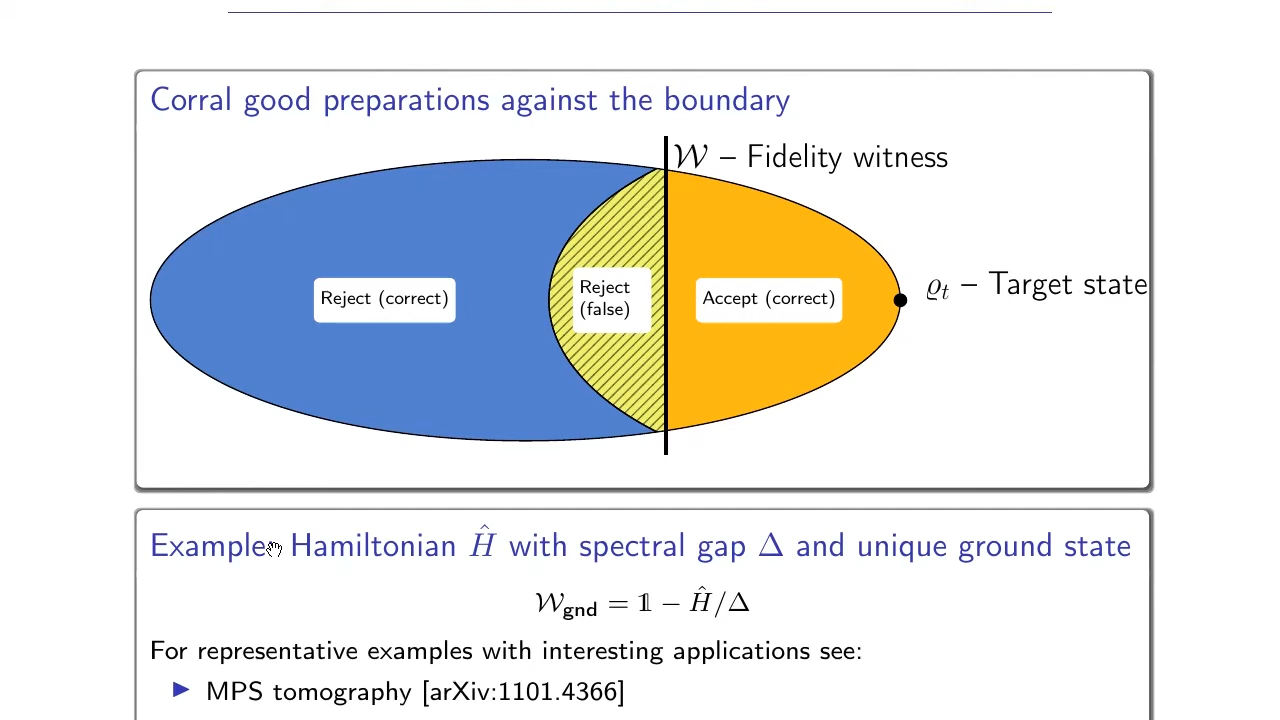 Corral good preparations against the boundary
𝒲 – Fidelity witness
Reject (correct)
Reject
(false)
Accept (correct)
ϱₜ – Target state
Example: Hamiltonian Ĥ with spectral gap Δ and unique ground state
𝒲gnd = 𝟙 − Ĥ/Δ
For representative examples with interesting applications see:
▶ MPS tomography [arXiv:1101.4366]